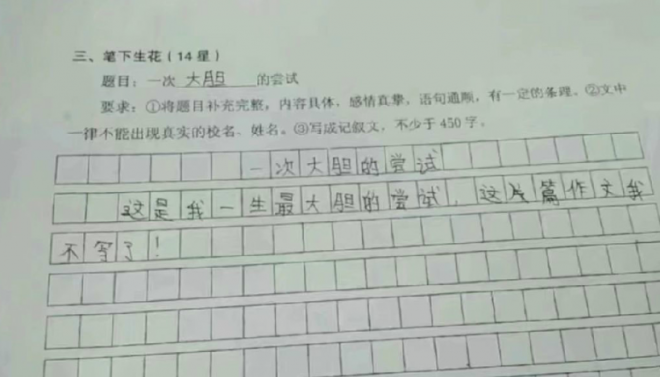 三、笔下生花（14星）
题目：一次 大胆 的尝试
要求：①将题目补充完整，内容具体、感情真挚，语句通顺，有一定的条理。②文中
一律不能出现真实的校名、姓名。③写成记叙文，不少于450字。
一次大胆的尝试
这是我一生最大胆的尝试，这篇作文我
不等了！